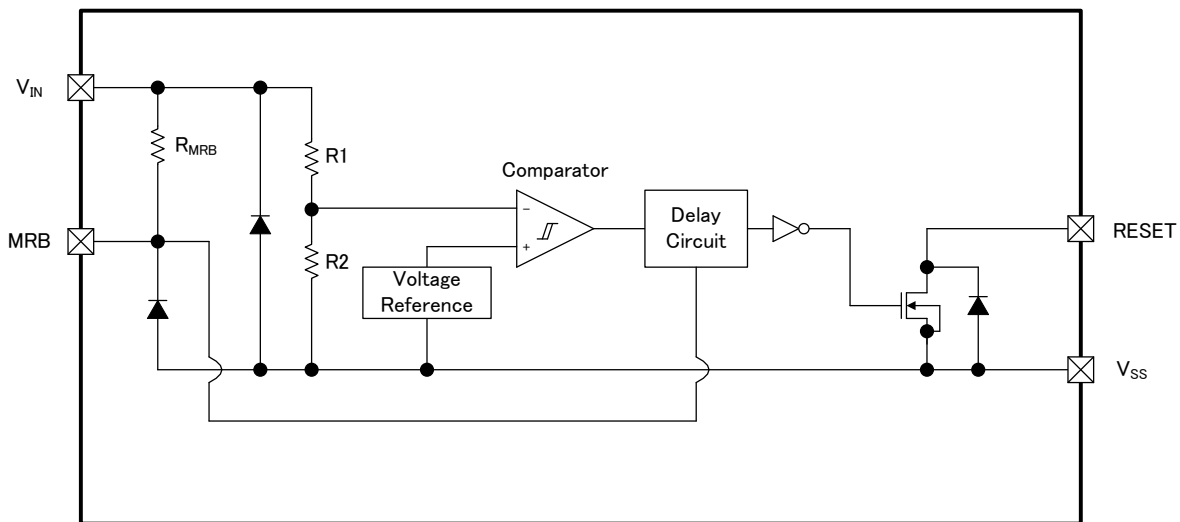 V_IN
R_MRB
R1
Comparator
MRB
−
+
R2
Voltage
Reference
Delay
Circuit
RESET
V_SS